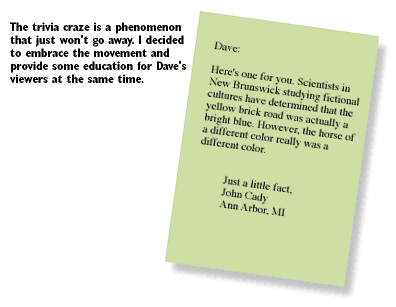 The trivia craze is a phenomenon
that just won't go away. I decided
to embrace the movement and
provide some education for Dave's
viewers at the same time.
Dave:
Here's one for you. Scientists in
New Brunswick studying fictional
cultures have determined that the
yellow brick road was actually a
bright blue. However, the horse of
a different color really was a
different color.
Just a little fact,
John Cady
Ann Arbor, MI